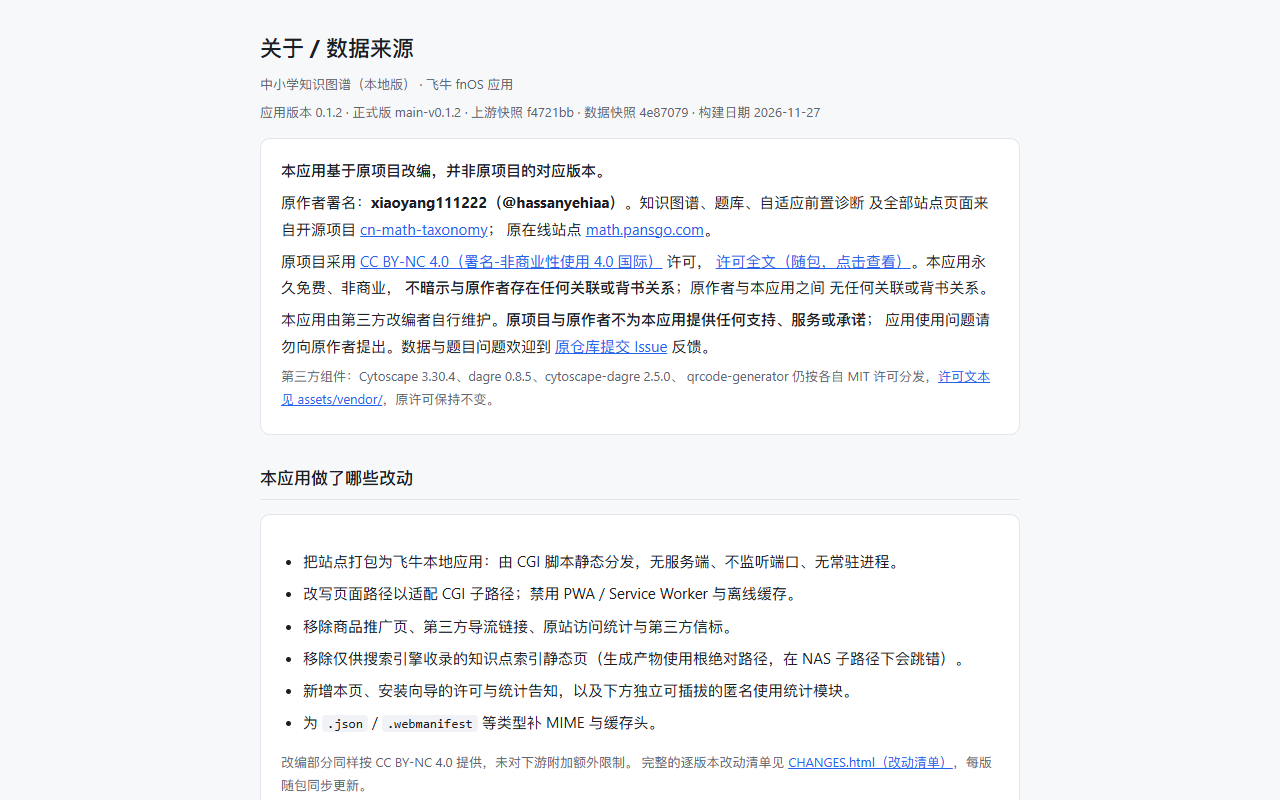 关于 / 数据来源
中小学知识图谱（本地版） · 飞牛 fnOS 应用
应用版本 0.1.2 · 正式版 main-v0.1.2 · 上游快照 f4721bb · 数据快照 4e87079 · 构建日期 2026-11-27
本应用基于原项目改编，并非原项目的对应版本。
原作者署名：xiaoyang111222（@hassanyehiaa）。知识图谱、题库、自适应前置诊断 及全部站点页面来
自开源项目 cn-math-taxonomy； 原在线站点 math.pansgo.com。
原项目采用 CC BY-NC 4.0（署名-非商业性使用 4.0 国际） 许可， 许可全文（随包，点击查看）。本应用永
久免费、非商业， 不暗示与原作者存在任何关联或背书关系；原作者与本应用之间 无任何关联或背书关系。
本应用由第三方改编者自行维护。原项目与原作者不为本应用提供任何支持、服务或承诺； 应用使用问题请
勿向原作者提出。数据与题目问题欢迎到 原仓库提交 Issue 反馈。
第三方组件：Cytoscape 3.30.4、dagre 0.8.5、cytoscape-dagre 2.5.0、 qrcode-generator 仍按各自 MIT 许可分发，许可文本
见 assets/vendor/，原许可保持不变。
本应用做了哪些改动
• 把站点打包为飞牛本地应用：由 CGI 脚本静态分发，无服务端、不监听端口、无常驻进程。
• 改写页面路径以适配 CGI 子路径；禁用 PWA / Service Worker 与离线缓存。
• 移除商品推广页、第三方导流链接、原站访问统计与第三方信标。
• 移除仅供搜索引擎收录的知识点索引静态页（生成产物使用根绝对路径，在 NAS 子路径下会跳错）。
• 新增本页、安装向导的许可与统计告知，以及下方独立可插拔的匿名使用统计模块。
• 为 .json / .webmanifest 等类型补 MIME 与缓存头。
改编部分同样按 CC BY-NC 4.0 提供，未对下游附加额外限制。 完整的逐版本改动清单见 CHANGES.html（改动清单），每版
随包同步更新。